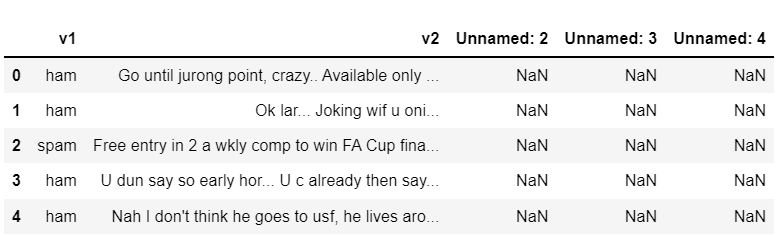 v1 v2 Unnamed: 2 Unnamed: 3 Unnamed: 4
0 ham Go until jurong point, crazy.. Available only ... NaN NaN NaN
1 ham Ok lar... Joking wif u oni... NaN NaN NaN
2 spam Free entry in 2 a wkly comp to win FA Cup fina... NaN NaN NaN
3 ham U dun say so early hor... U c already then say... NaN NaN NaN
4 ham Nah I don't think he goes to usf, he lives aro... NaN NaN NaN